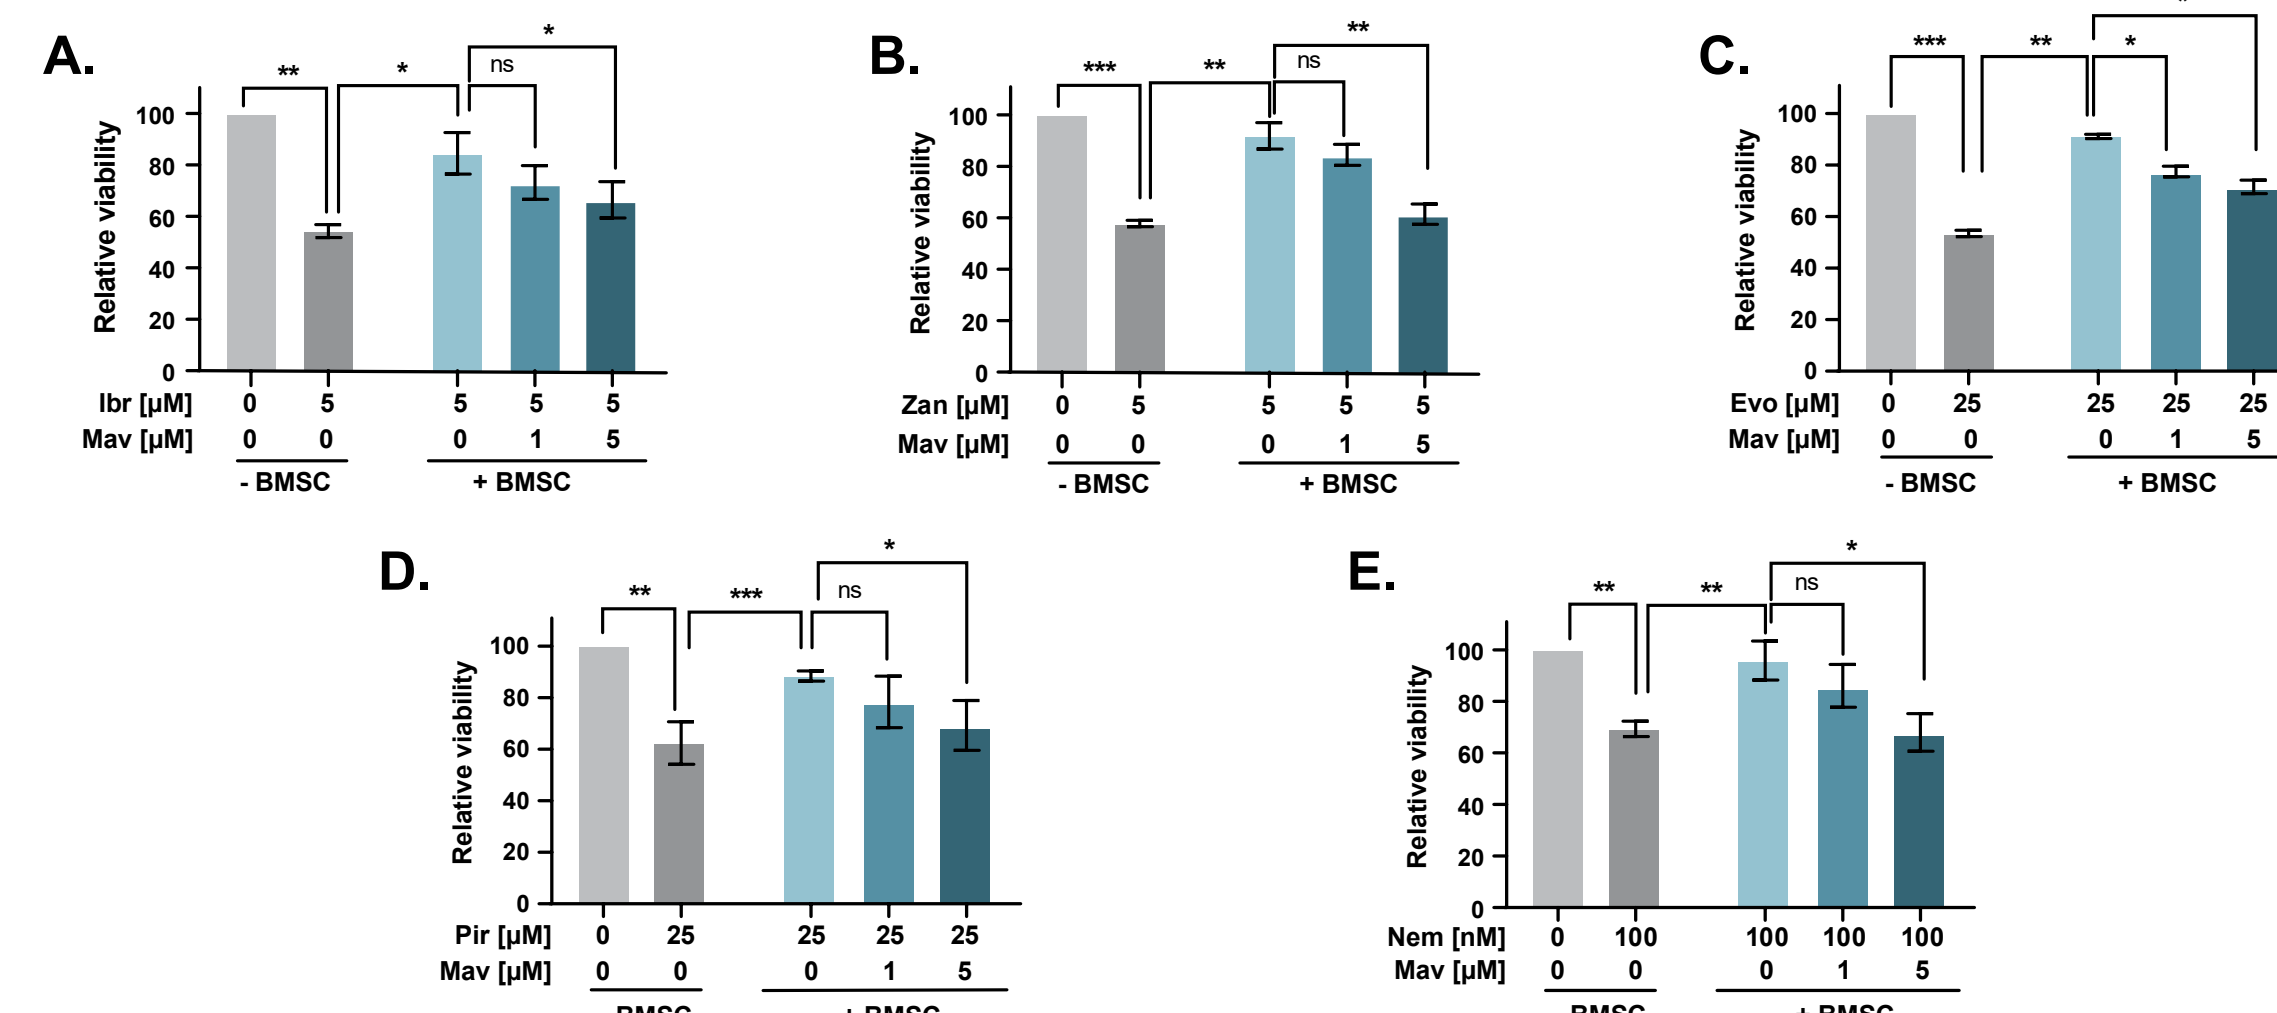 A.
** * ns *
Relative viability
100
80
60
40
20
0
Ibr [µM] 0 5 5 5 5
Mav [µM] 0 0 0 1 5
- BMSC + BMSC
B.
*** ** ns **
Relative viability
100
80
60
40
20
0
Zan [µM] 0 5 5 5 5
Mav [µM] 0 0 0 1 5
- BMSC + BMSC
C.
*** ** *
Relative viability
100
80
60
40
20
0
Evo [µM] 0 25 25 25 25
Mav [µM] 0 0 0 1 5
- BMSC + BMSC
D.
** *** ns *
Relative viability
100
80
60
40
20
0
Pir [µM] 0 25 25 25 25
Mav [µM] 0 0 0 1 5
BMSC + BMSC
E.
** ** ns *
Relative viability
100
80
60
40
20
0
Nem [nM] 0 100 100 100 100
Mav [µM] 0 0 0 1 5
BMSC + BMSC